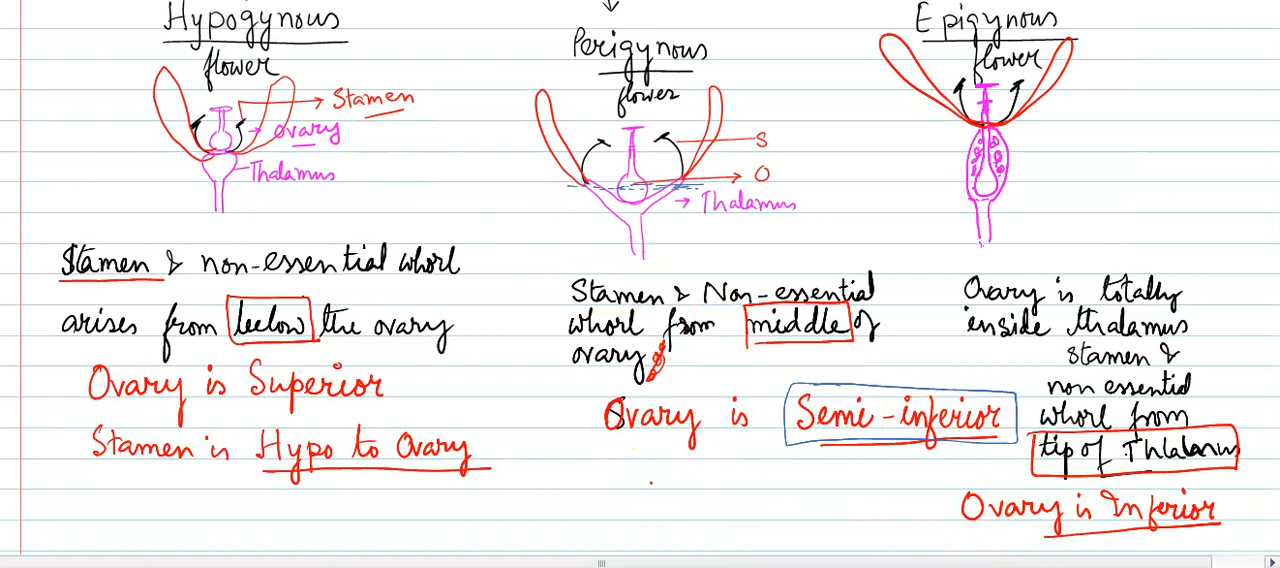 Hypogynous
flower
Stamen
Ovary
Thalamus
Stamen & non-essential whorl
arises from below the ovary
Ovary is Superior
Stamen is Hypo to Ovary
Perigynous
flower
S
O
Thalamus
Stamen & Non-essential
whorl from middle of
ovary
Ovary is Semi-inferior
Epigynous
flower
Ovary is totally
inside thalamus
stamen &
non essential
whorl from
tip of Thlalamus
Ovary is Inferior